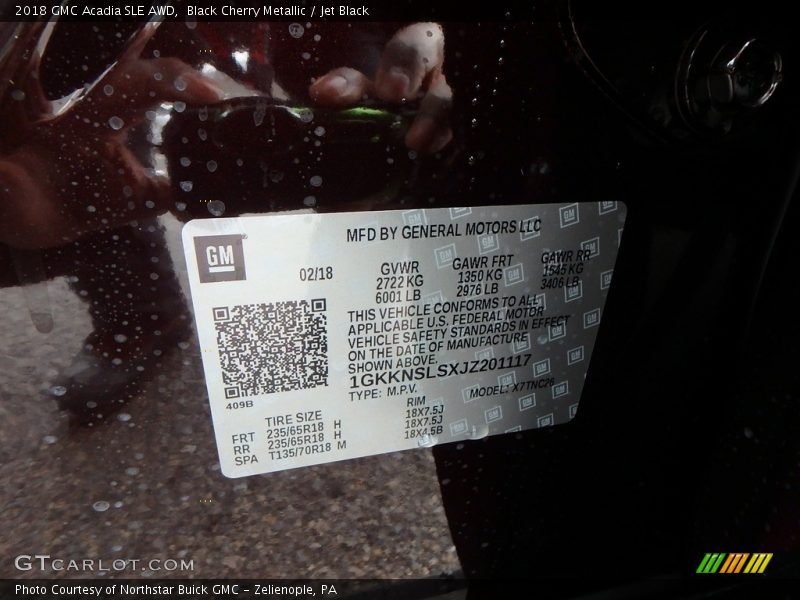 2018 GMC Acadia SLE AWD, Black Cherry Metallic / Jet Black
GM
MFD BY GENERAL MOTORS LLC
02/18
GVWR GAWR FRT GAWR RR
2722 KG 1350 KG 1545 KG
6001 LB 2976 LB 3406 LB
THIS VEHICLE CONFORMS TO ALL
APPLICABLE U.S. FEDERAL MOTOR
VEHICLE SAFETY STANDARDS IN EFFECT
ON THE DATE OF MANUFACTURE
SHOWN ABOVE.
1GKKNSLSXJZ201117
TYPE: M.P.V. MODEL: X7TNC26
409B
TIRE SIZE RIM
FRT 235/65R18 H 18X7.5J
RR 235/65R18 H 18X7.5J
SPA T135/70R18 M 18X4.5B
GTCARLOT.COM
Photo Courtesy of Northstar Buick GMC - Zelienople, PA